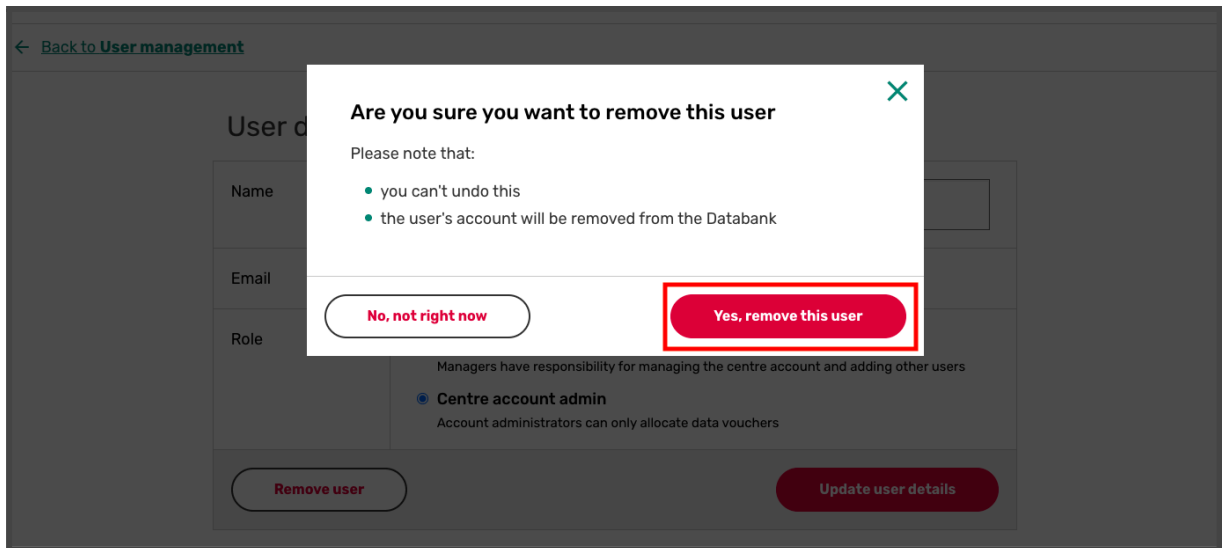 Back to User management
Are you sure you want to remove this user
User d
Please note that:
Name
you can't undo this
the user's account will be removed from the Databank
Email
No, not right now
Yes, remove this user
Role
Managers have responsibility for managing the centre account and adding other users
Centre account admin
Account administrators can only allocate data vouchers
Remove user
Update user details